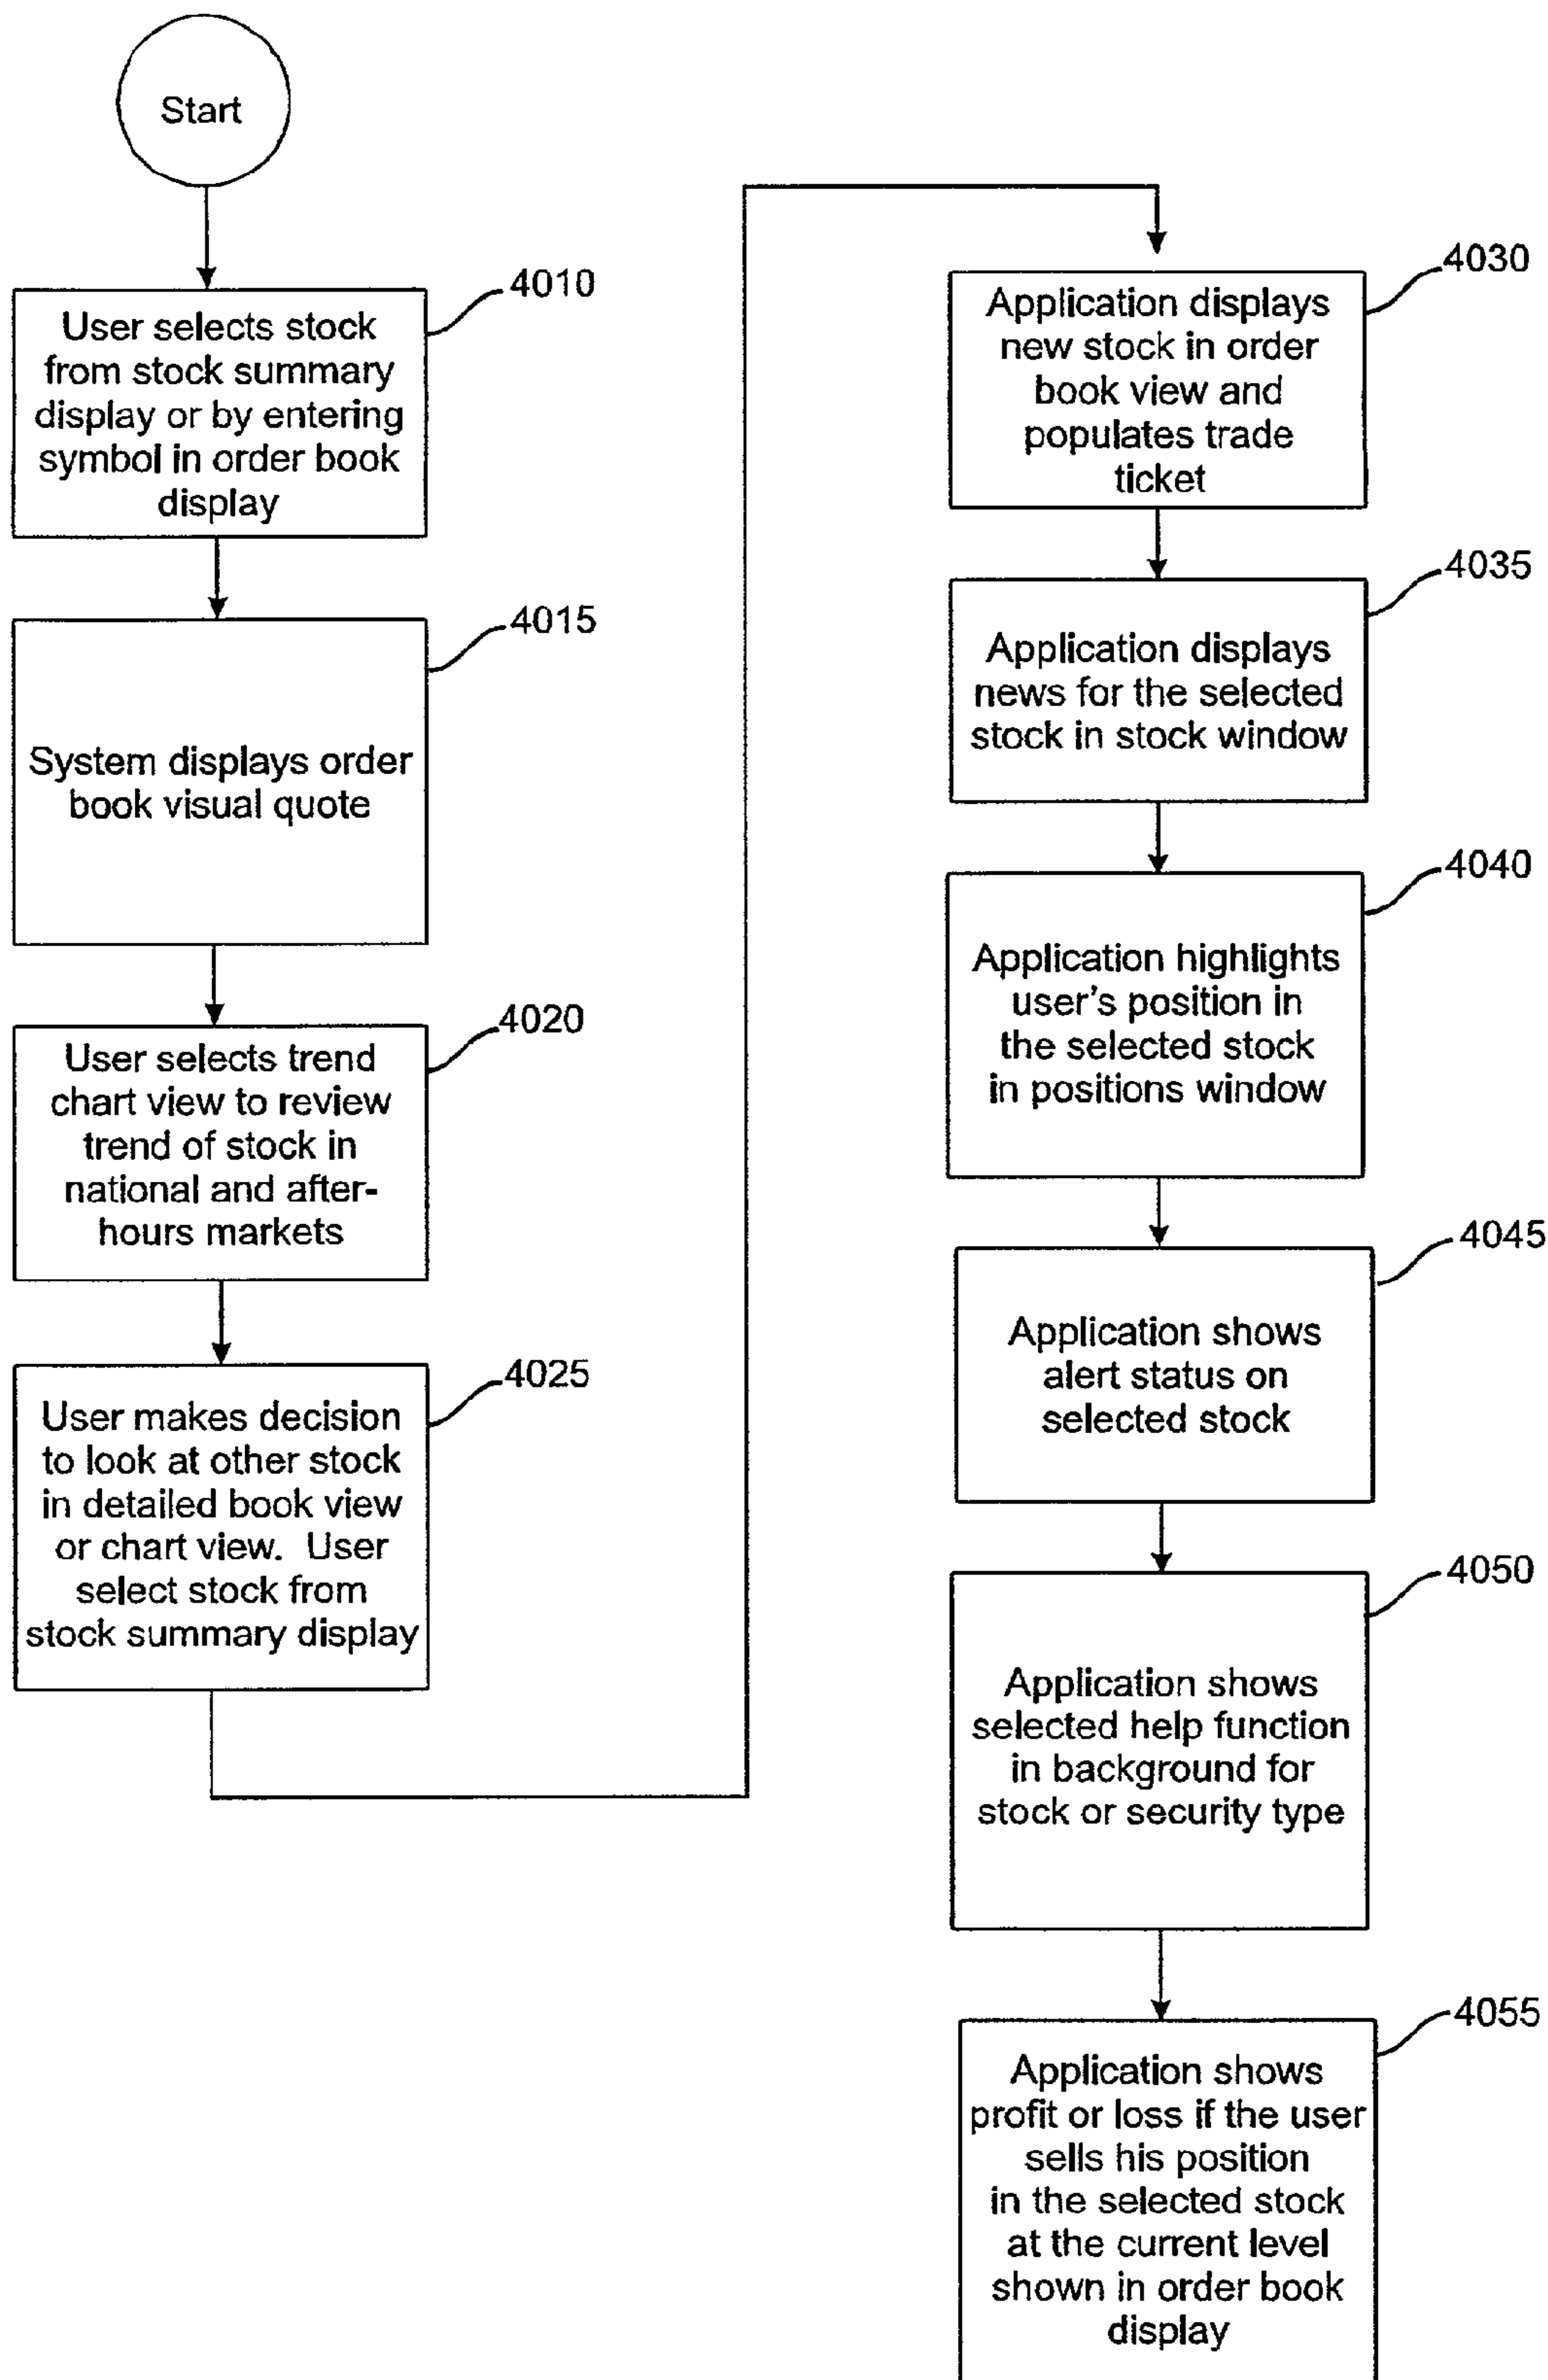 Start
4010
User selects stock
from stock summary
display or by entering
symbol in order book
display
4015
System displays order
book visual quote
4020
User selects trend
chart view to review
trend of stock in
national and after-
hours markets
4025
User makes decision
to look at other stock
in detailed book view
or chart view. User
select stock from
stock summary display
4030
Application displays
new stock in order
book view and
populates trade
ticket
4035
Application displays
news for the selected
stock in stock window
4040
Application highlights
user's position in
the selected stock
in positions window
4045
Application shows
alert status on
selected stock
4050
Application shows
selected help function
in background for
stock or security type
4055
Application shows
profit or loss if the user
sells his position
in the selected stock
at the current level
shown in order book
display